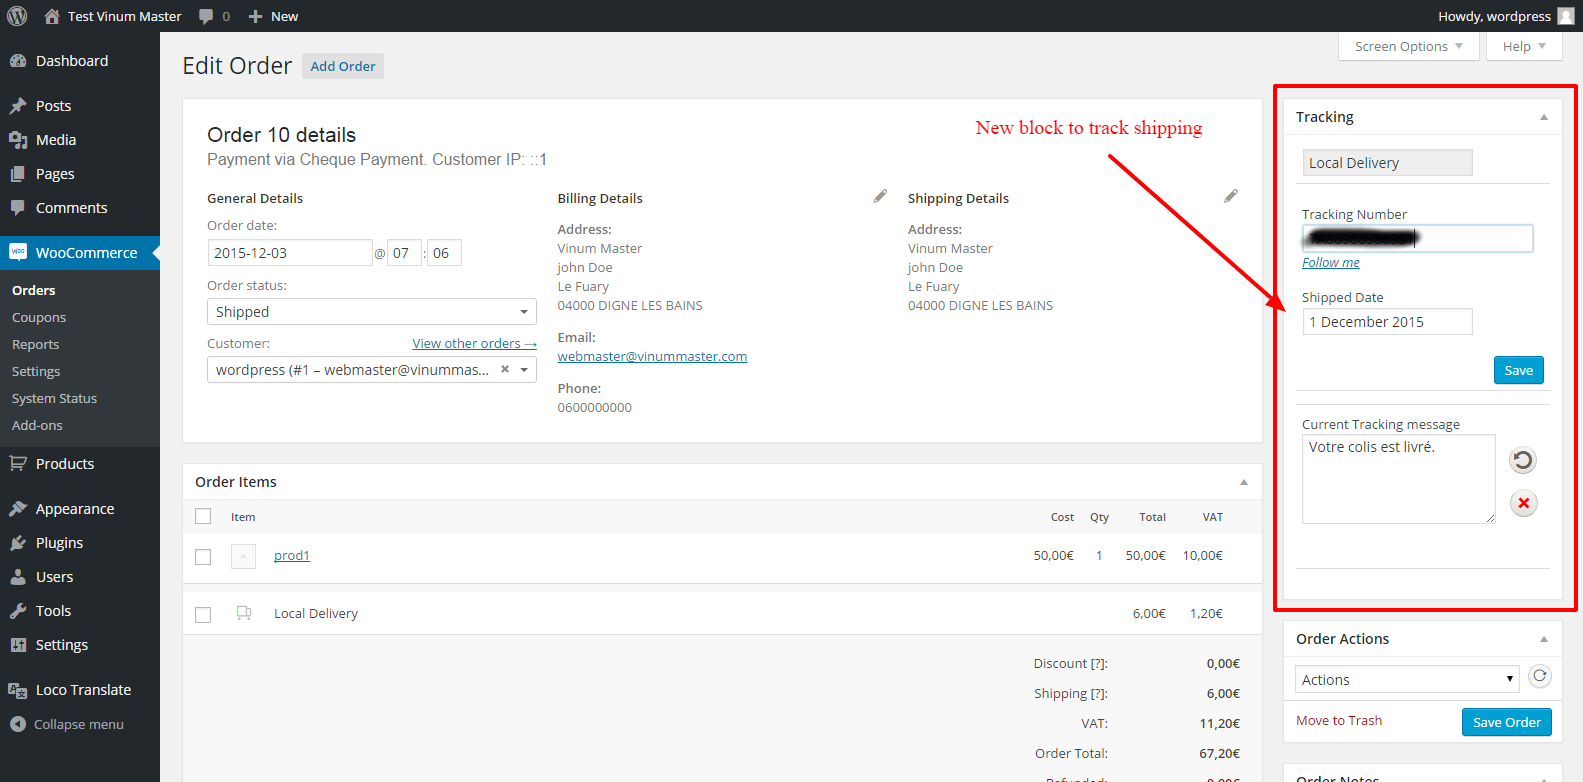 Test Vinum Master
0
New
Howdy, wordpress
Dashboard
Posts
Media
Pages
Comments
WooCommerce
Orders
Coupons
Reports
Settings
System Status
Add-ons
Products
Appearance
Plugins
Users
Tools
Settings
Loco Translate
Collapse menu
Screen Options
Help
Edit Order
Add Order
Order 10 details
Payment via Cheque Payment. Customer IP: ::1
New block to track shipping
General Details
Order date:
2015-12-03 @ 07 : 06
Order status:
Shipped
Customer:
View other orders →
wordpress (#1 – webmaster@vinummas...
Billing Details
Address:
Vinum Master
john Doe
Le Fuary
04000 DIGNE LES BAINS
Email:
webmaster@vinummaster.com
Phone:
0600000000
Shipping Details
Address:
Vinum Master
john Doe
Le Fuary
04000 DIGNE LES BAINS
Order Items
Item Cost Qty Total VAT
prod1 50,00€ 1 50,00€ 10,00€
Local Delivery 6,00€ 1,20€
Discount [?]: 0,00€
Shipping [?]: 6,00€
VAT: 11,20€
Order Total: 67,20€
Tracking
Local Delivery
Tracking Number
Follow me
Shipped Date
1 December 2015
Save
Current Tracking message
Votre colis est livré.
Order Actions
Actions
Move to Trash
Save Order
Order Notes